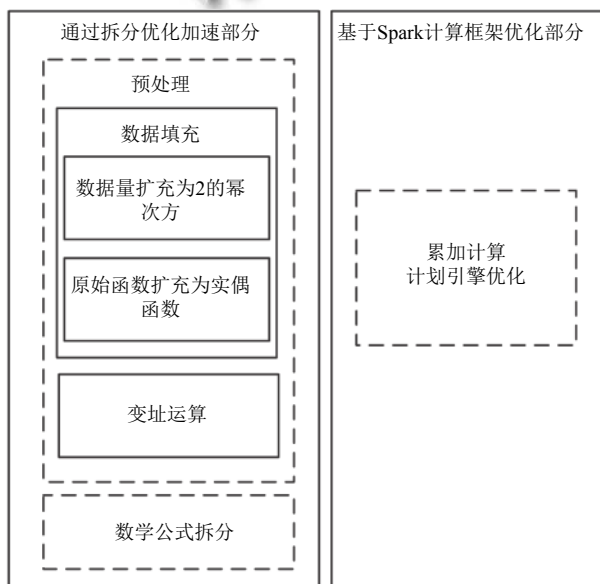 通过拆分优化加速部分
预处理
数据填充
数据量扩充为2的幂
次方
原始函数扩充为实偶
函数
变址运算
数学公式拆分
基于Spark计算框架优化部分
累加计算
计划引擎优化